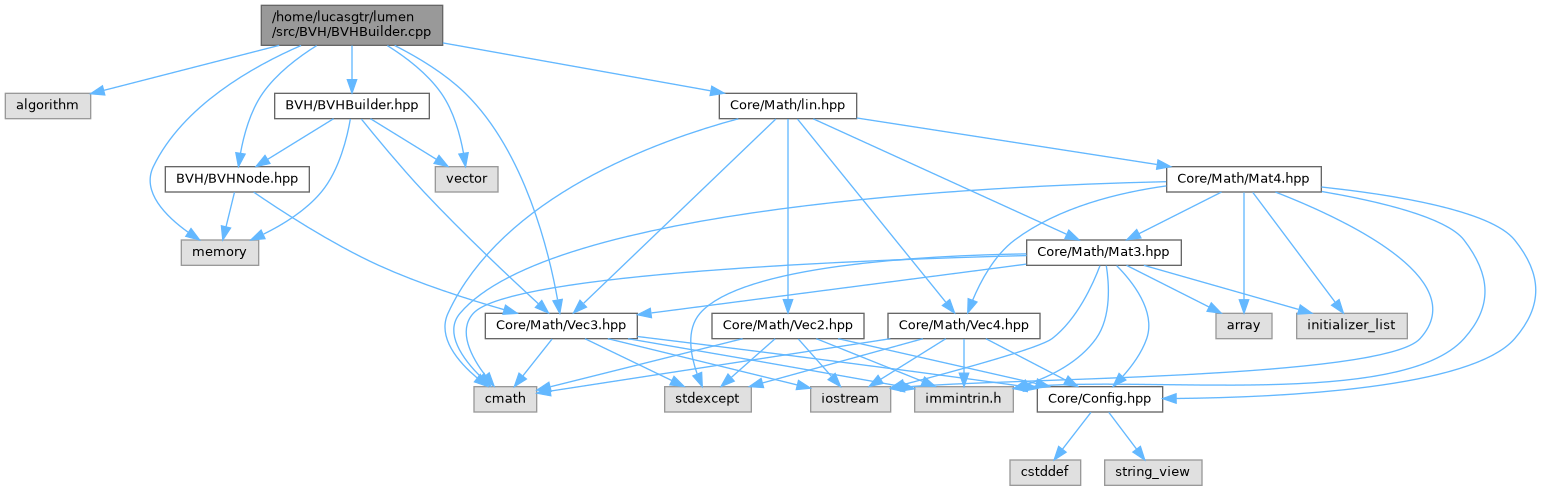 /home/lucasgtr/lumen
/src/BVH/BVHBuilder.cpp
algorithm
BVH/BVHBuilder.hpp
Core/Math/lin.hpp
BVH/BVHNode.hpp
vector
Core/Math/Mat4.hpp
memory
Core/Math/Mat3.hpp
Core/Math/Vec3.hpp
Core/Math/Vec2.hpp
Core/Math/Vec4.hpp
array
initializer_list
cmath
stdexcept
iostream
immintrin.h
Core/Config.hpp
cstddef
string_view